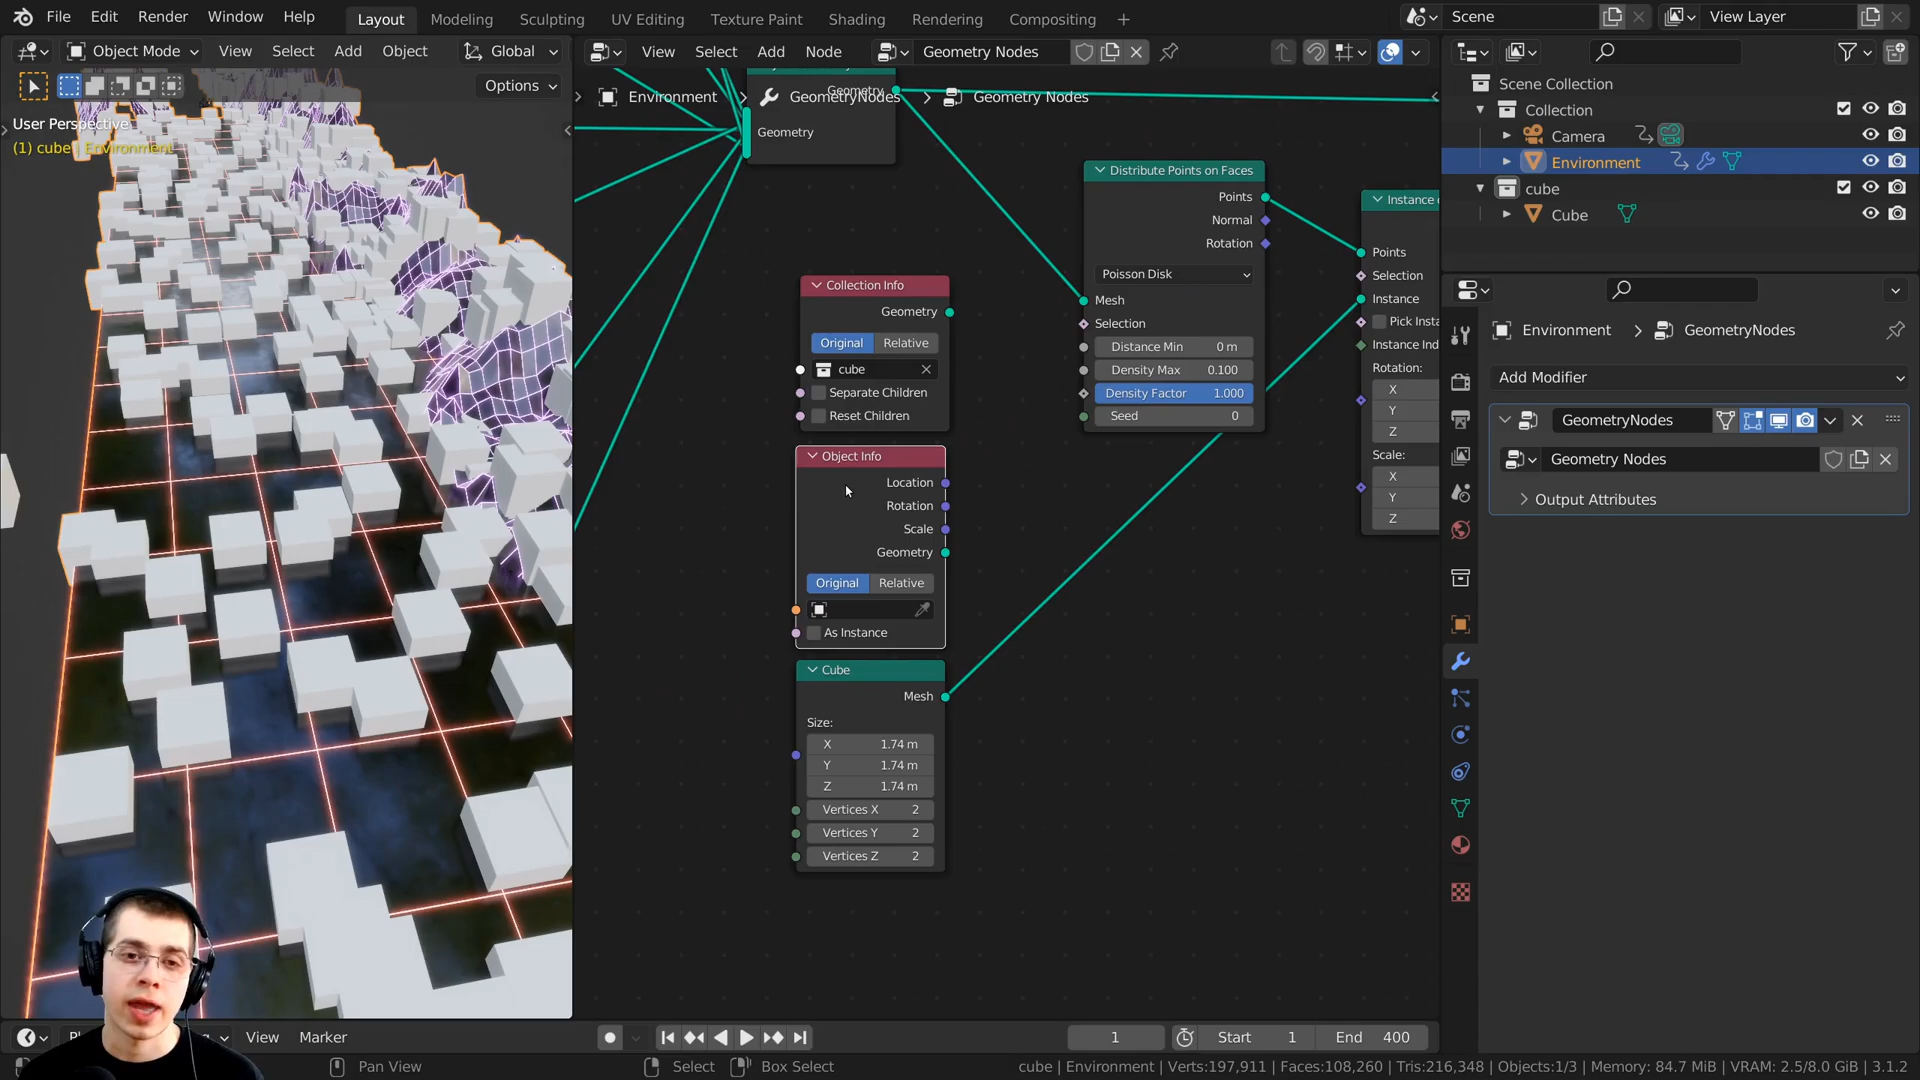 File Edit Render Window Help
Layout Modeling Sculpting UV Editing Texture Paint Shading Rendering Compositing +
Scene
View Layer
Object Mode View Select Add Object Global
View Select Add Node Geometry Nodes
Options
User Perspective
(1) cube | Environment
Environment > GeometryNodes > Geometry Nodes
Geometry
Geometry
Collection Info
Geometry
Original Relative
cube
Separate Children
Reset Children
Object Info
Location
Rotation
Scale
Geometry
Original Relative
As Instance
Cube
Mesh
Size:
X 1.74 m
Y 1.74 m
Z 1.74 m
Vertices X 2
Vertices Y 2
Vertices Z 2
Distribute Points on Faces
Points
Normal
Rotation
Poisson Disk
Mesh
Selection
Distance Min 0 m
Density Max 0.100
Density Factor 1.000
Seed 0
Instance
Points
Selection
Instance
Pick Insta
Instance Ind
Rotation:
X
Y
Z
Scale:
X
Y
Z
Scene Collection
Collection
Camera
Environment
cube
Cube
Environment > GeometryNodes
Add Modifier
GeometryNodes
Geometry Nodes
Output Attributes
View Marker
1
Start 1 End 400
Pan View
Select
Box Select
cube | Environment | Verts:197,911 | Faces:108,260 | Tris:216,348 | Objects:1/3 | Memory: 84.7 MiB | VRAM: 2.5/8.0 GiB | 3.1.2